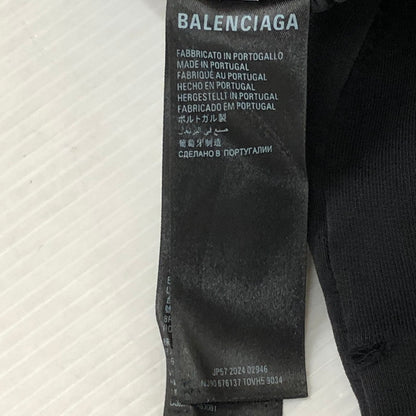 BALENCIAGA
FABBRICATO IN PORTOGALLO
MADE IN PORTUGAL
FABRIQUÉ AU PORTUGAL
HECHO EN PORTUGAL
HERGESTELLT IN PORTUGAL
FABRICADO EM PORTUGAL
ポルトガル製
صنع في البرتغال
葡萄牙制造
СДЕЛАНО В ПОРТУГАЛИИ
JP57 2024 02946
676137 TOVH5 9034